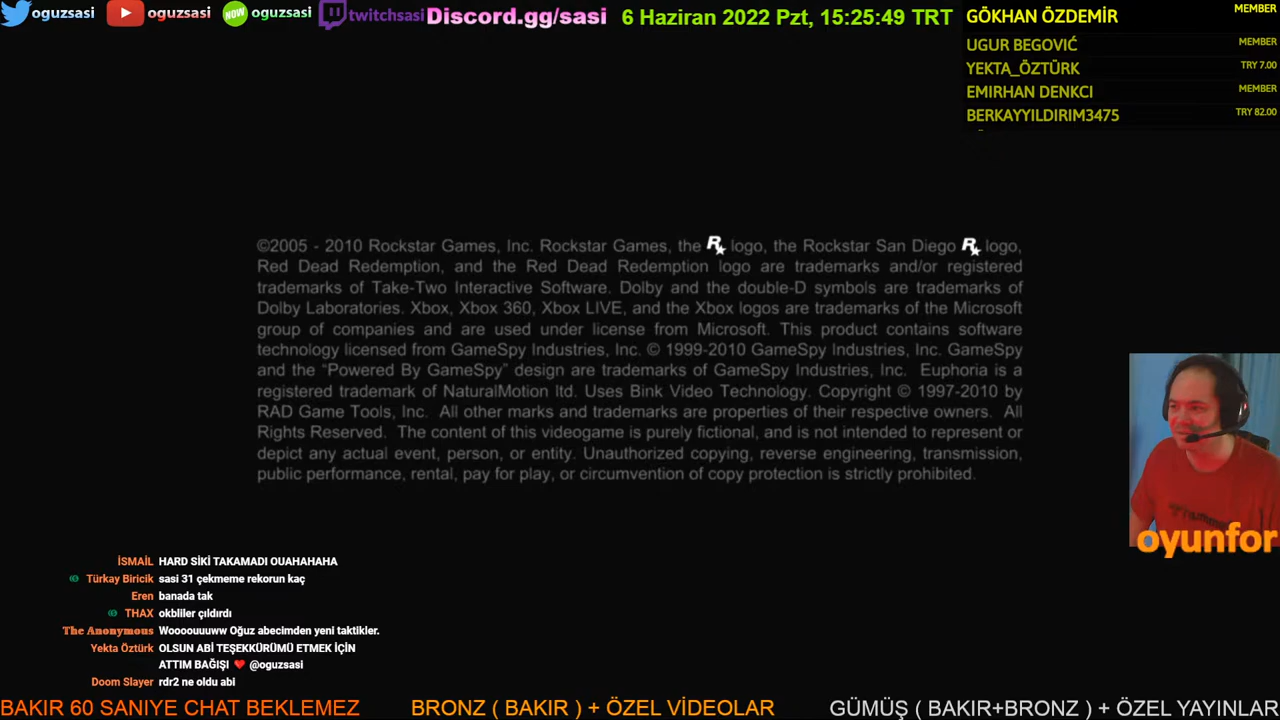 oguzsasi oguzsasi NOW oguzsasi twitchsasi Discord.gg/sasi 6 Haziran 2022 Pzt, 15:25:49 TRT
GÖKHAN ÖZDEMİR MEMBER
UGUR BEGOVIĆ MEMBER
YEKTA_ÖZTÜRK TRY 7.00
EMIRHAN DENKCI MEMBER
BERKAYYILDIRIM3475 TRY 82.00
©2005 - 2010 Rockstar Games, Inc. Rockstar Games, the R logo, the Rockstar San Diego R logo,
Red Dead Redemption, and the Red Dead Redemption logo are trademarks and/or registered
trademarks of Take-Two Interactive Software. Dolby and the double-D symbols are trademarks of
Dolby Laboratories. Xbox, Xbox 360, Xbox LIVE, and the Xbox logos are trademarks of the Microsoft
group of companies and are used under license from Microsoft. This product contains software
technology licensed from GameSpy Industries, Inc. © 1999-2010 GameSpy Industries, Inc. GameSpy
and the “Powered By GameSpy” design are trademarks of GameSpy Industries, Inc. Euphoria is a
registered trademark of NaturalMotion ltd. Uses Bink Video Technology. Copyright © 1997-2010 by
RAD Game Tools, Inc. All other marks and trademarks are properties of their respective owners. All
Rights Reserved. The content of this videogame is purely fictional, and is not intended to represent or
depict any actual event, person, or entity. Unauthorized copying, reverse engineering, transmission,
public performance, rental, pay for play, or circumvention of copy protection is strictly prohibited.
oyunfor
İSMAİL HARD SİKİ TAKAMADI OUAHAHAHA
Türkay Biricik sasi 31 çekmeme rekorun kaç
Eren banada tak
THAX okbliler çıldırdı
The Anonymous Woooouuuww Oğuz abecimden yeni taktikler.
Yekta Öztürk OLSUN ABİ TEŞEKKÜRÜMÜ ETMEK İÇİN
ATTIM BAĞIŞI ❤ @oguzsasi
Doom Slayer rdr2 ne oldu abi
BAKIR 60 SANIYE CHAT BEKLEMEZ BRONZ ( BAKIR ) + ÖZEL VİDEOLAR GÜMÜŞ ( BAKIR+BRONZ ) + ÖZEL YAYINLAR